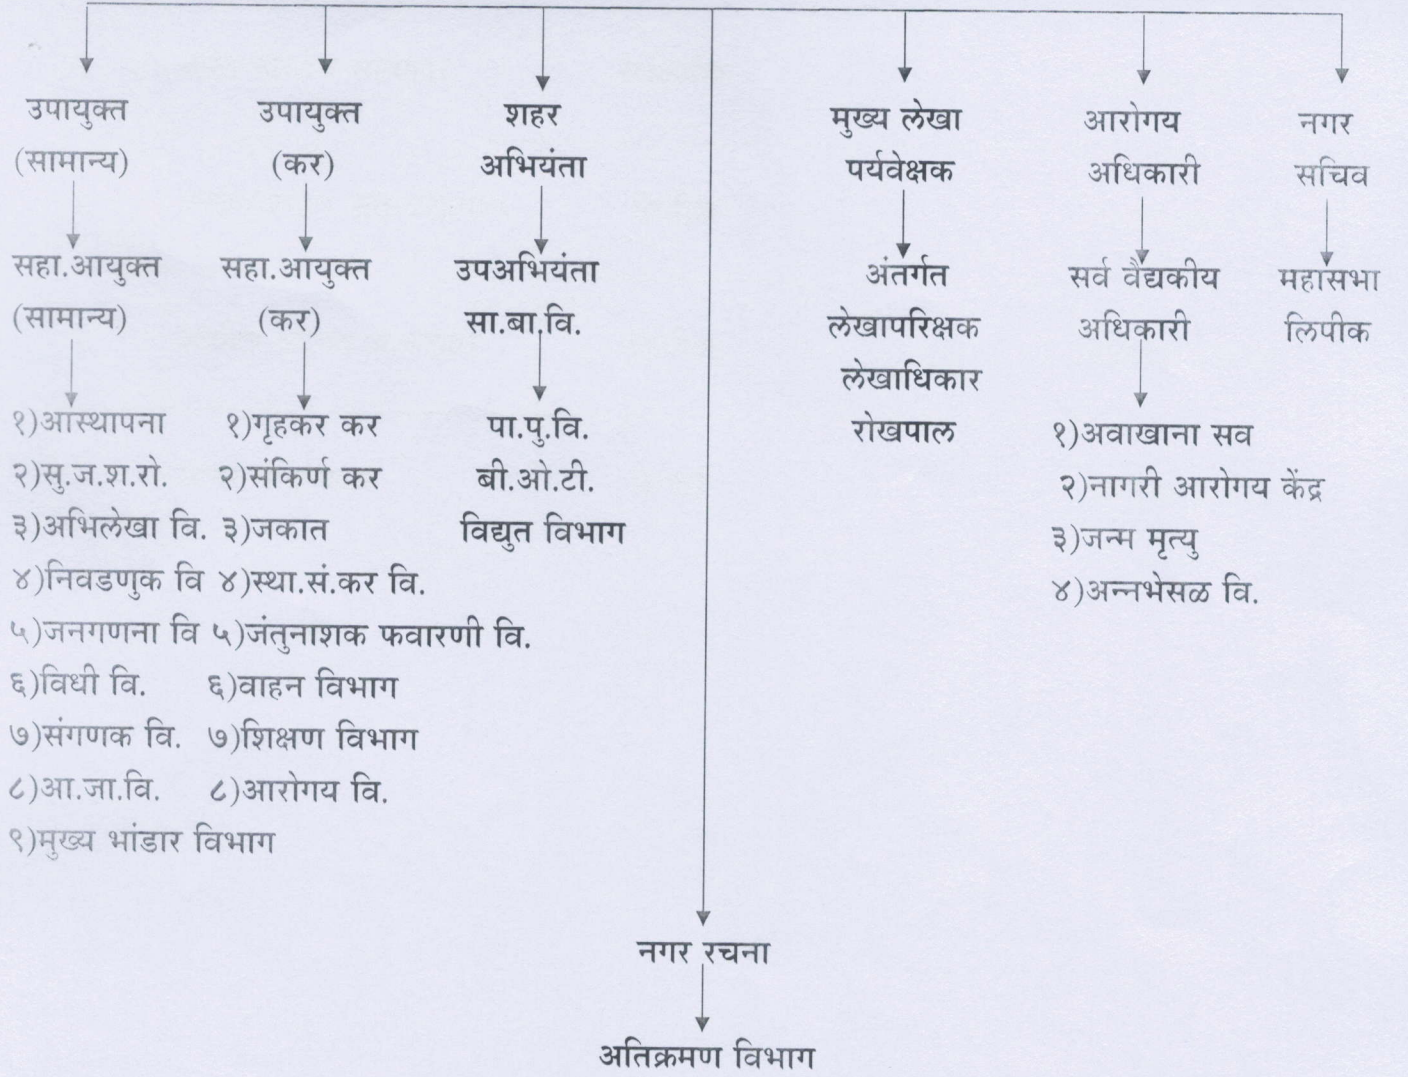 उपायुक्त
(सामान्य)
सहा.आयुक्त
(सामान्य)
१)आस्थापना
२)सु.ज.श.रो.
३)अभिलेखा वि.
४)निवडणुक वि
५)जनगणना वि
६)विधी वि.
७)संगणक वि.
८)आ.जा.वि.
९)मुख्य भांडार विभाग
उपायुक्त
(कर)
सहा.आयुक्त
(कर)
१)गृहकर कर
२)संकिर्ण कर
३)जकात
४)स्था.सं.कर वि.
५)जंतुनाशक फवारणी वि.
६)वाहन विभाग
७)शिक्षण विभाग
८)आरोगय वि.
शहर
अभियंता
उपअभियंता
सा.बा.वि.
पा.पु.वि.
बी.ओ.टी.
विद्युत विभाग
नगर रचना
अतिक्रमण विभाग
मुख्य लेखा
पर्यवेक्षक
अंतर्गत
लेखापरिक्षक
लेखाधिकार
रोखपाल
आरोगय
अधिकारी
सर्व वैद्यकीय
अधिकारी
१)अवाखाना सव
२)नागरी आरोगय केंद्र
३)जन्म मृत्यु
४)अन्नभेसळ वि.
नगर
सचिव
महासभा
लिपीक